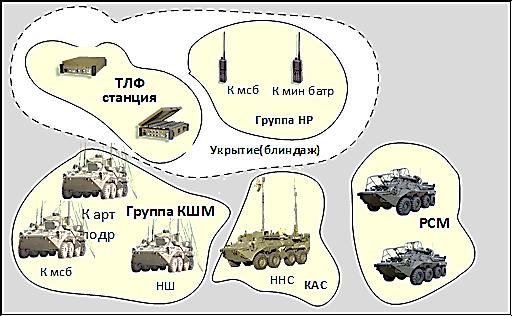 ТЛФ
станция
К мсб
К мин батр
Группа НР
Укрытие(блиндаж)
К арт
подр
Группа КШМ
К мсб
НШ
ННС
КАС
РСМ